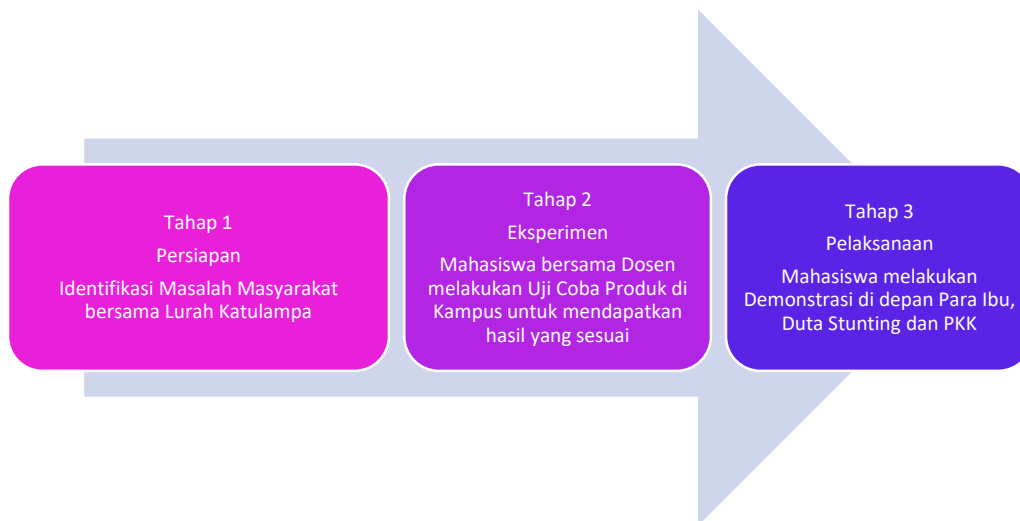 Tahap 1
Persiapan
Identifikasi Masalah Masyarakat
bersama Lurah Katulampa
Tahap 2
Eksperimen
Mahasiswa bersama Dosen
melakukan Uji Coba Produk di
Kampus untuk mendapatkan
hasil yang sesuai
Tahap 3
Pelaksanaan
Mahasiswa melakukan
Demonstrasi di depan Para Ibu,
Duta Stunting dan PKK